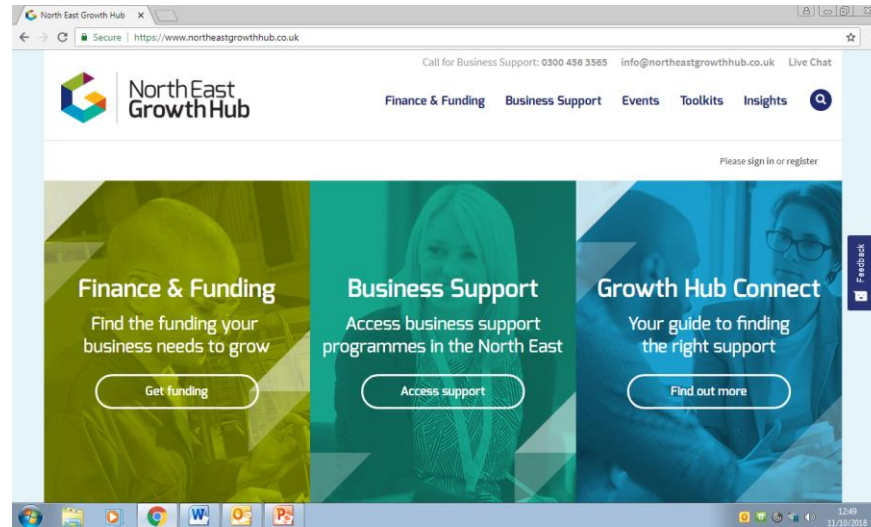 North East Growth Hub
Secure | https://www.northeastgrowthhub.co.uk
Call for Business Support: 0300 456 3565 info@northeastgrowthhub.co.uk Live Chat
North East
Growth Hub
Finance & Funding Business Support Events Toolkits Insights
Please sign in or register
Finance & Funding
Find the funding your
business needs to grow
Get funding
Business Support
Access business support
programmes in the North East
Access support
Growth Hub Connect
Your guide to finding
the right support
Find out more
Feedback
12:49
11/10/2018